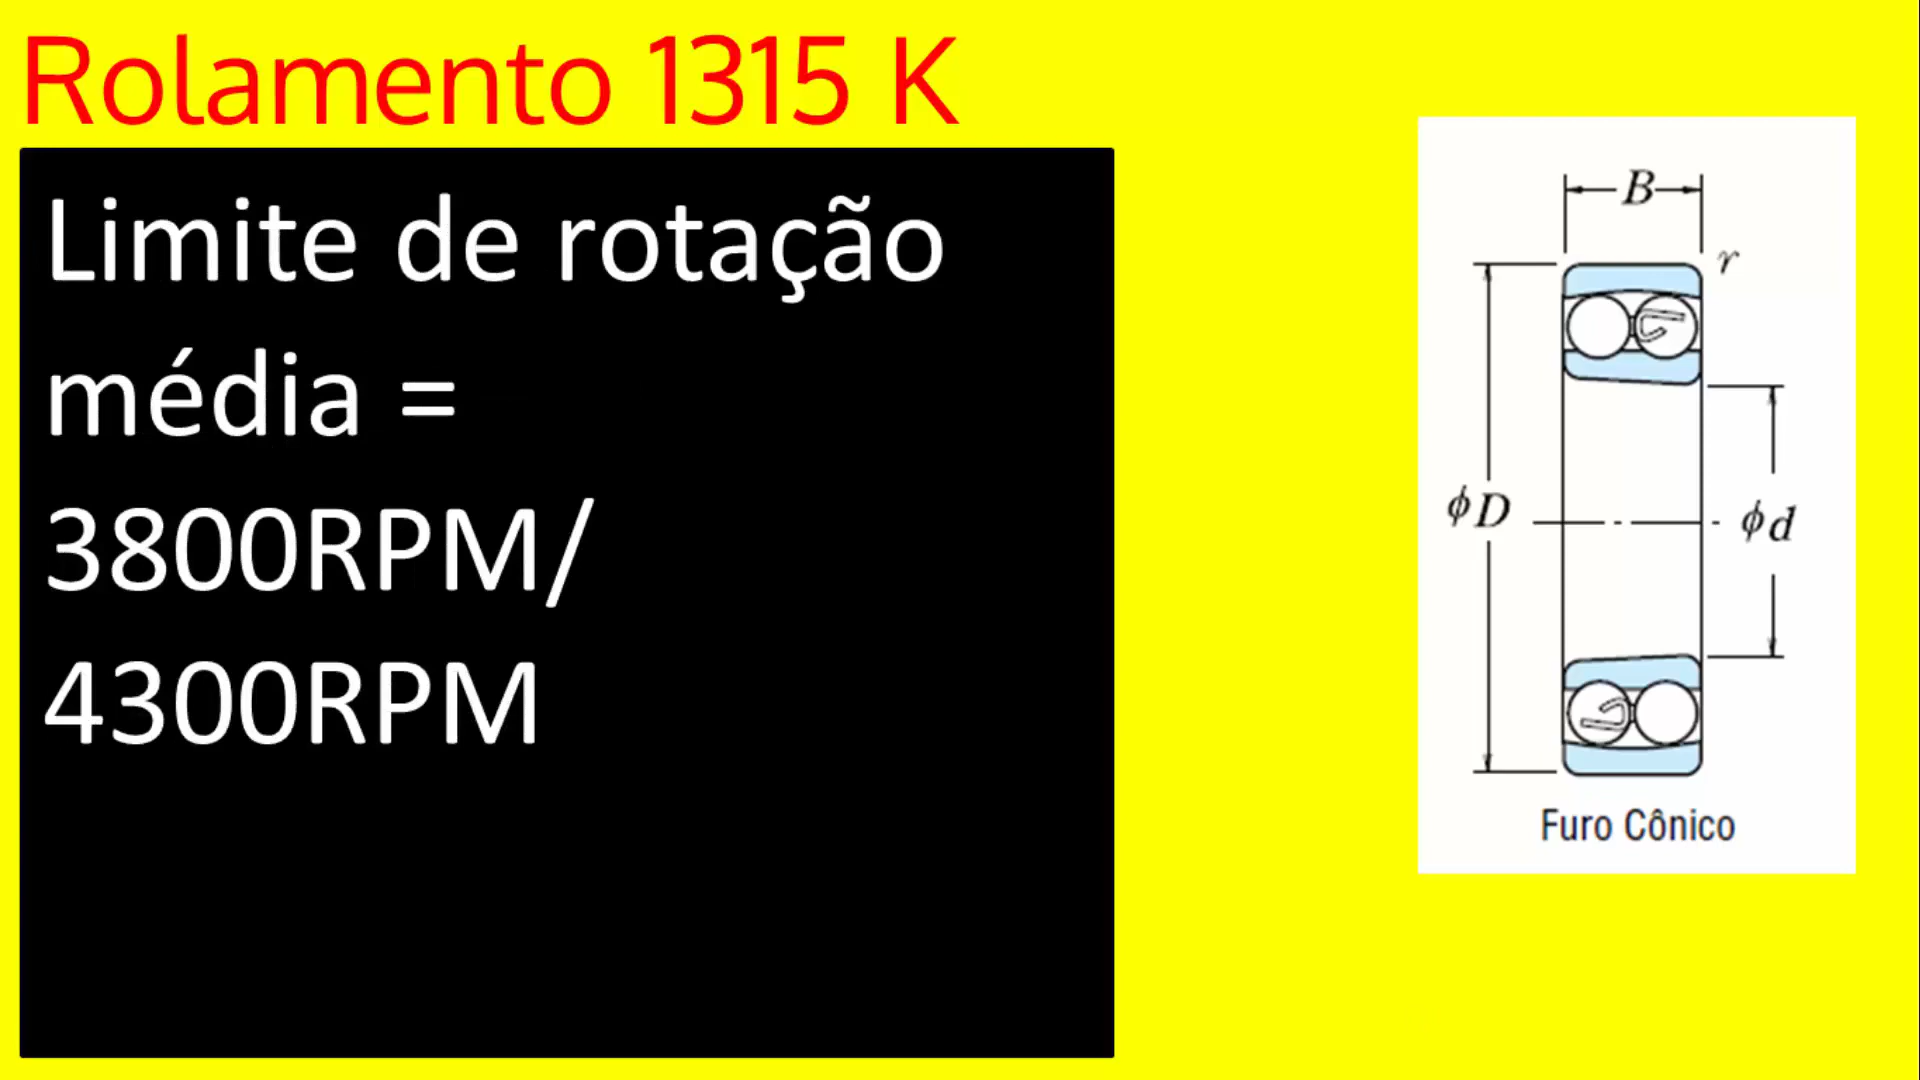 Rolamento 1315 K
Limite de rotação
média =
3800RPM/
4300RPM
B
r
ϕD
ϕd
Furo Cônico